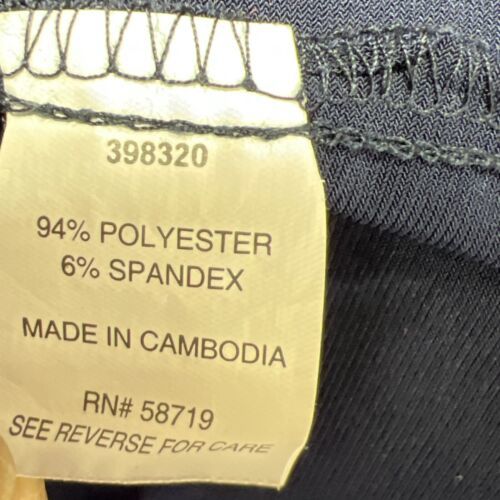 398320
94% POLYESTER
6% SPANDEX
MADE IN CAMBODIA
RN# 58719
SEE REVERSE FOR CARE